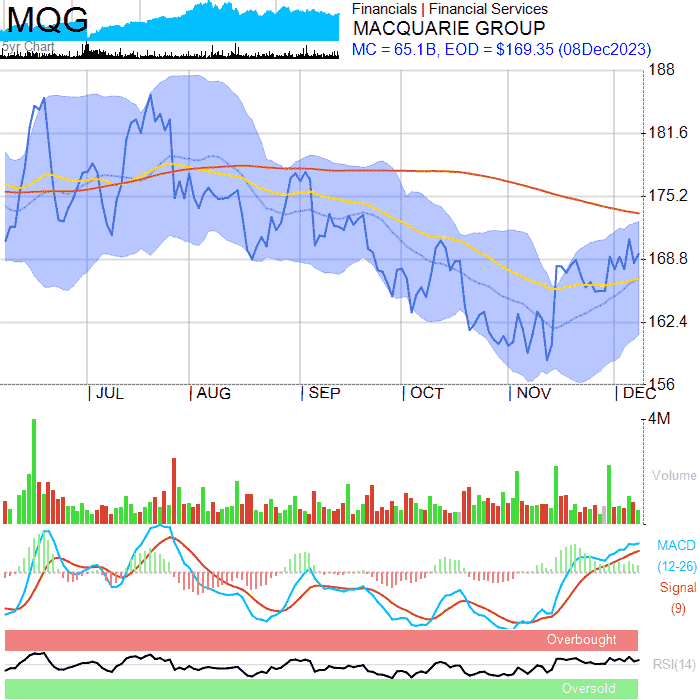 MQG
5yr Chart
Financials | Financial Services
MACQUARIE GROUP
MC = 65.1B, EOD = $169.35 (08Dec2023)
188
181.6
175.2
168.8
162.4
156
JUL AUG SEP OCT NOV DEC
4M
Volume
MACD
(12-26)
Signal
(9)
Overbought
RSI(14)
Oversold